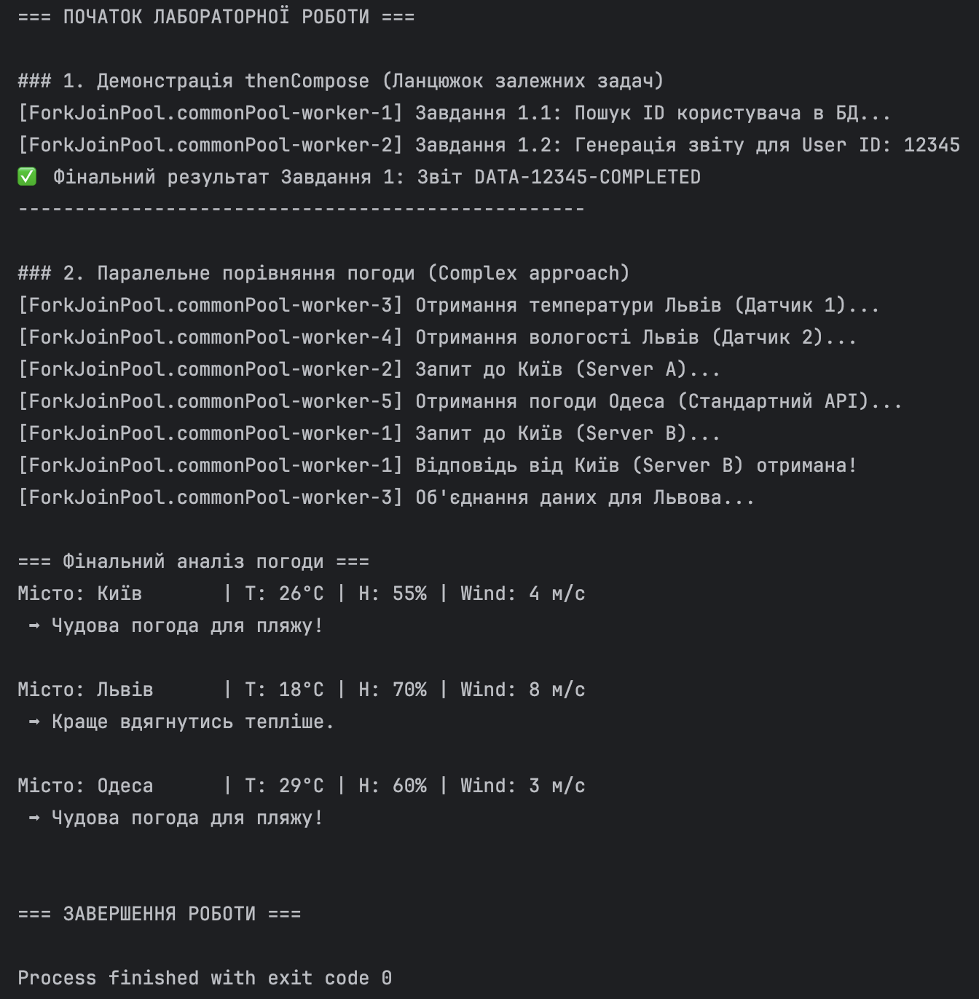 === ПОЧАТОК ЛАБОРАТОРНОЇ РОБОТИ ===
### 1. Демонстрація thenCompose (Ланцюжок залежних задач)
[ForkJoinPool.commonPool-worker-1] Завдання 1.1: Пошук ID користувача в БД...
[ForkJoinPool.commonPool-worker-2] Завдання 1.2: Генерація звіту для User ID: 12345
✅ Фінальний результат Завдання 1: Звіт DATA-12345-COMPLETED
--------------------------------------------------
### 2. Паралельне порівняння погоди (Complex approach)
[ForkJoinPool.commonPool-worker-3] Отримання температури Львів (Датчик 1)...
[ForkJoinPool.commonPool-worker-4] Отримання вологості Львів (Датчик 2)...
[ForkJoinPool.commonPool-worker-2] Запит до Київ (Server A)...
[ForkJoinPool.commonPool-worker-5] Отримання погоди Одеса (Стандартний API)...
[ForkJoinPool.commonPool-worker-1] Запит до Київ (Server B)...
[ForkJoinPool.commonPool-worker-1] Відповідь від Київ (Server B) отримана!
[ForkJoinPool.commonPool-worker-3] Об'єднання даних для Львова...
=== Фінальний аналіз погоди ===
Місто: Київ       | T: 26°C | H: 55% | Wind: 4 м/с
 ➡ Чудова погода для пляжу!
Місто: Львів      | T: 18°C | H: 70% | Wind: 8 м/с
 ➡ Краще вдягнутись тепліше.
Місто: Одеса      | T: 29°C | H: 60% | Wind: 3 м/с
 ➡ Чудова погода для пляжу!
=== ЗАВЕРШЕННЯ РОБОТИ ===
Process finished with exit code 0